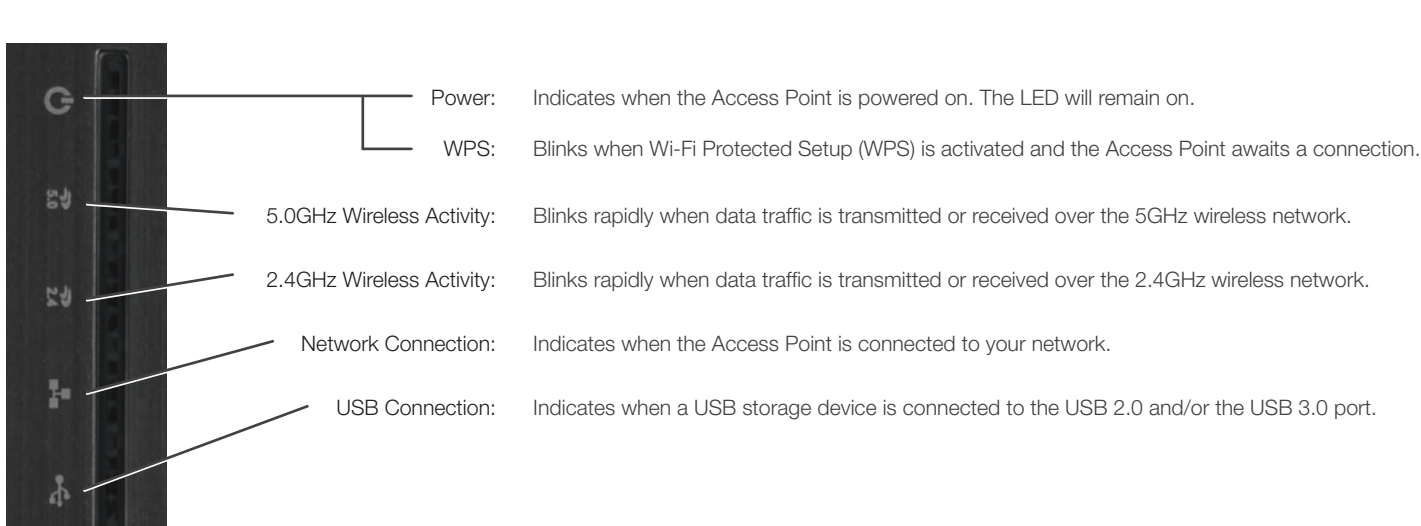 Power: Indicates when the Access Point is powered on. The LED will remain on.
WPS: Blinks when Wi-Fi Protected Setup (WPS) is activated and the Access Point awaits a connection.
5.0
5.0GHz Wireless Activity: Blinks rapidly when data traffic is transmitted or received over the 5GHz wireless network.
2.4GHz Wireless Activity: Blinks rapidly when data traffic is transmitted or received over the 2.4GHz wireless network.
2.4
Network Connection: Indicates when the Access Point is connected to your network.
USB Connection: Indicates when a USB storage device is connected to the USB 2.0 and/or the USB 3.0 port.